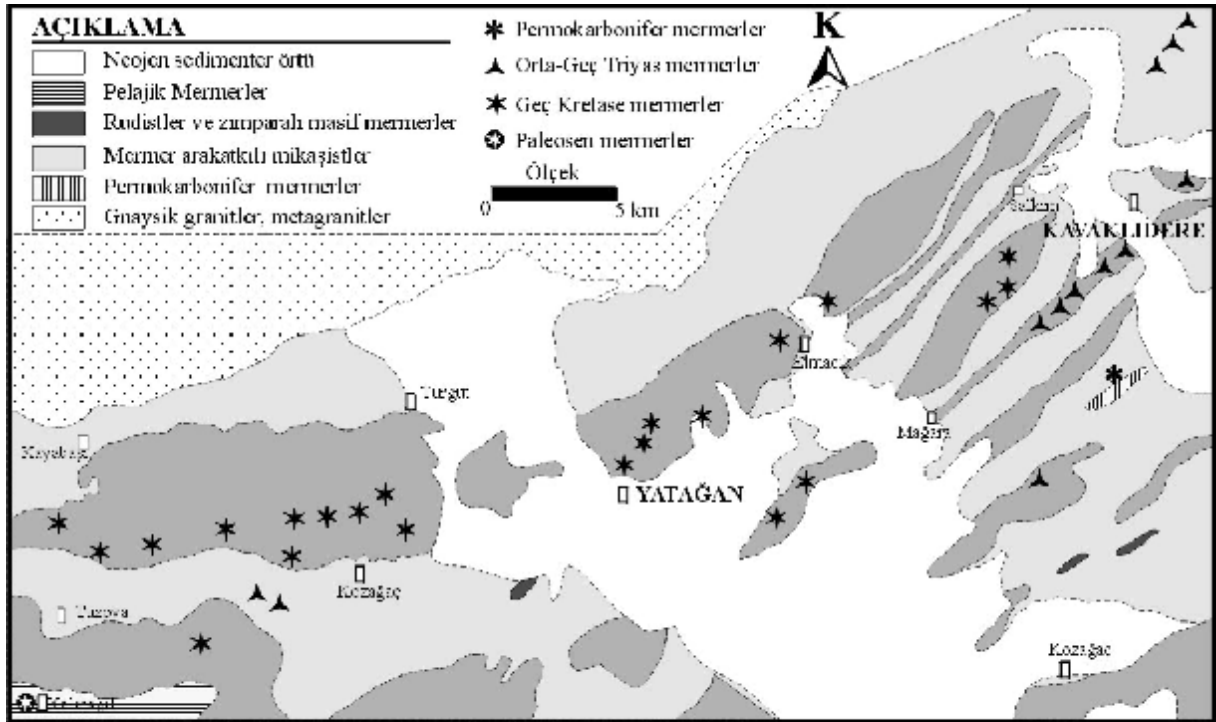 AÇIKLAMA
Neojen sedimenter örtü
Pelajik Mermerler
Rudistler ve zımparalı masif mermerler
Mermer arakatkılı mikaşistler
Permokarbonifer mermerler
Gnaysik granitler, metagranitler
Permokarbonifer mermerler
Orta-Geç Triyas mermerler
Geç Kretase mermerler
Paleosen mermerler
Ölçek
0 5 km
K
KAVAKLIDERE
Elmacık
Turgut
Kayabaşı
Mağara
YATAĞAN
Kozağaç
Tuzova
Kozağaç